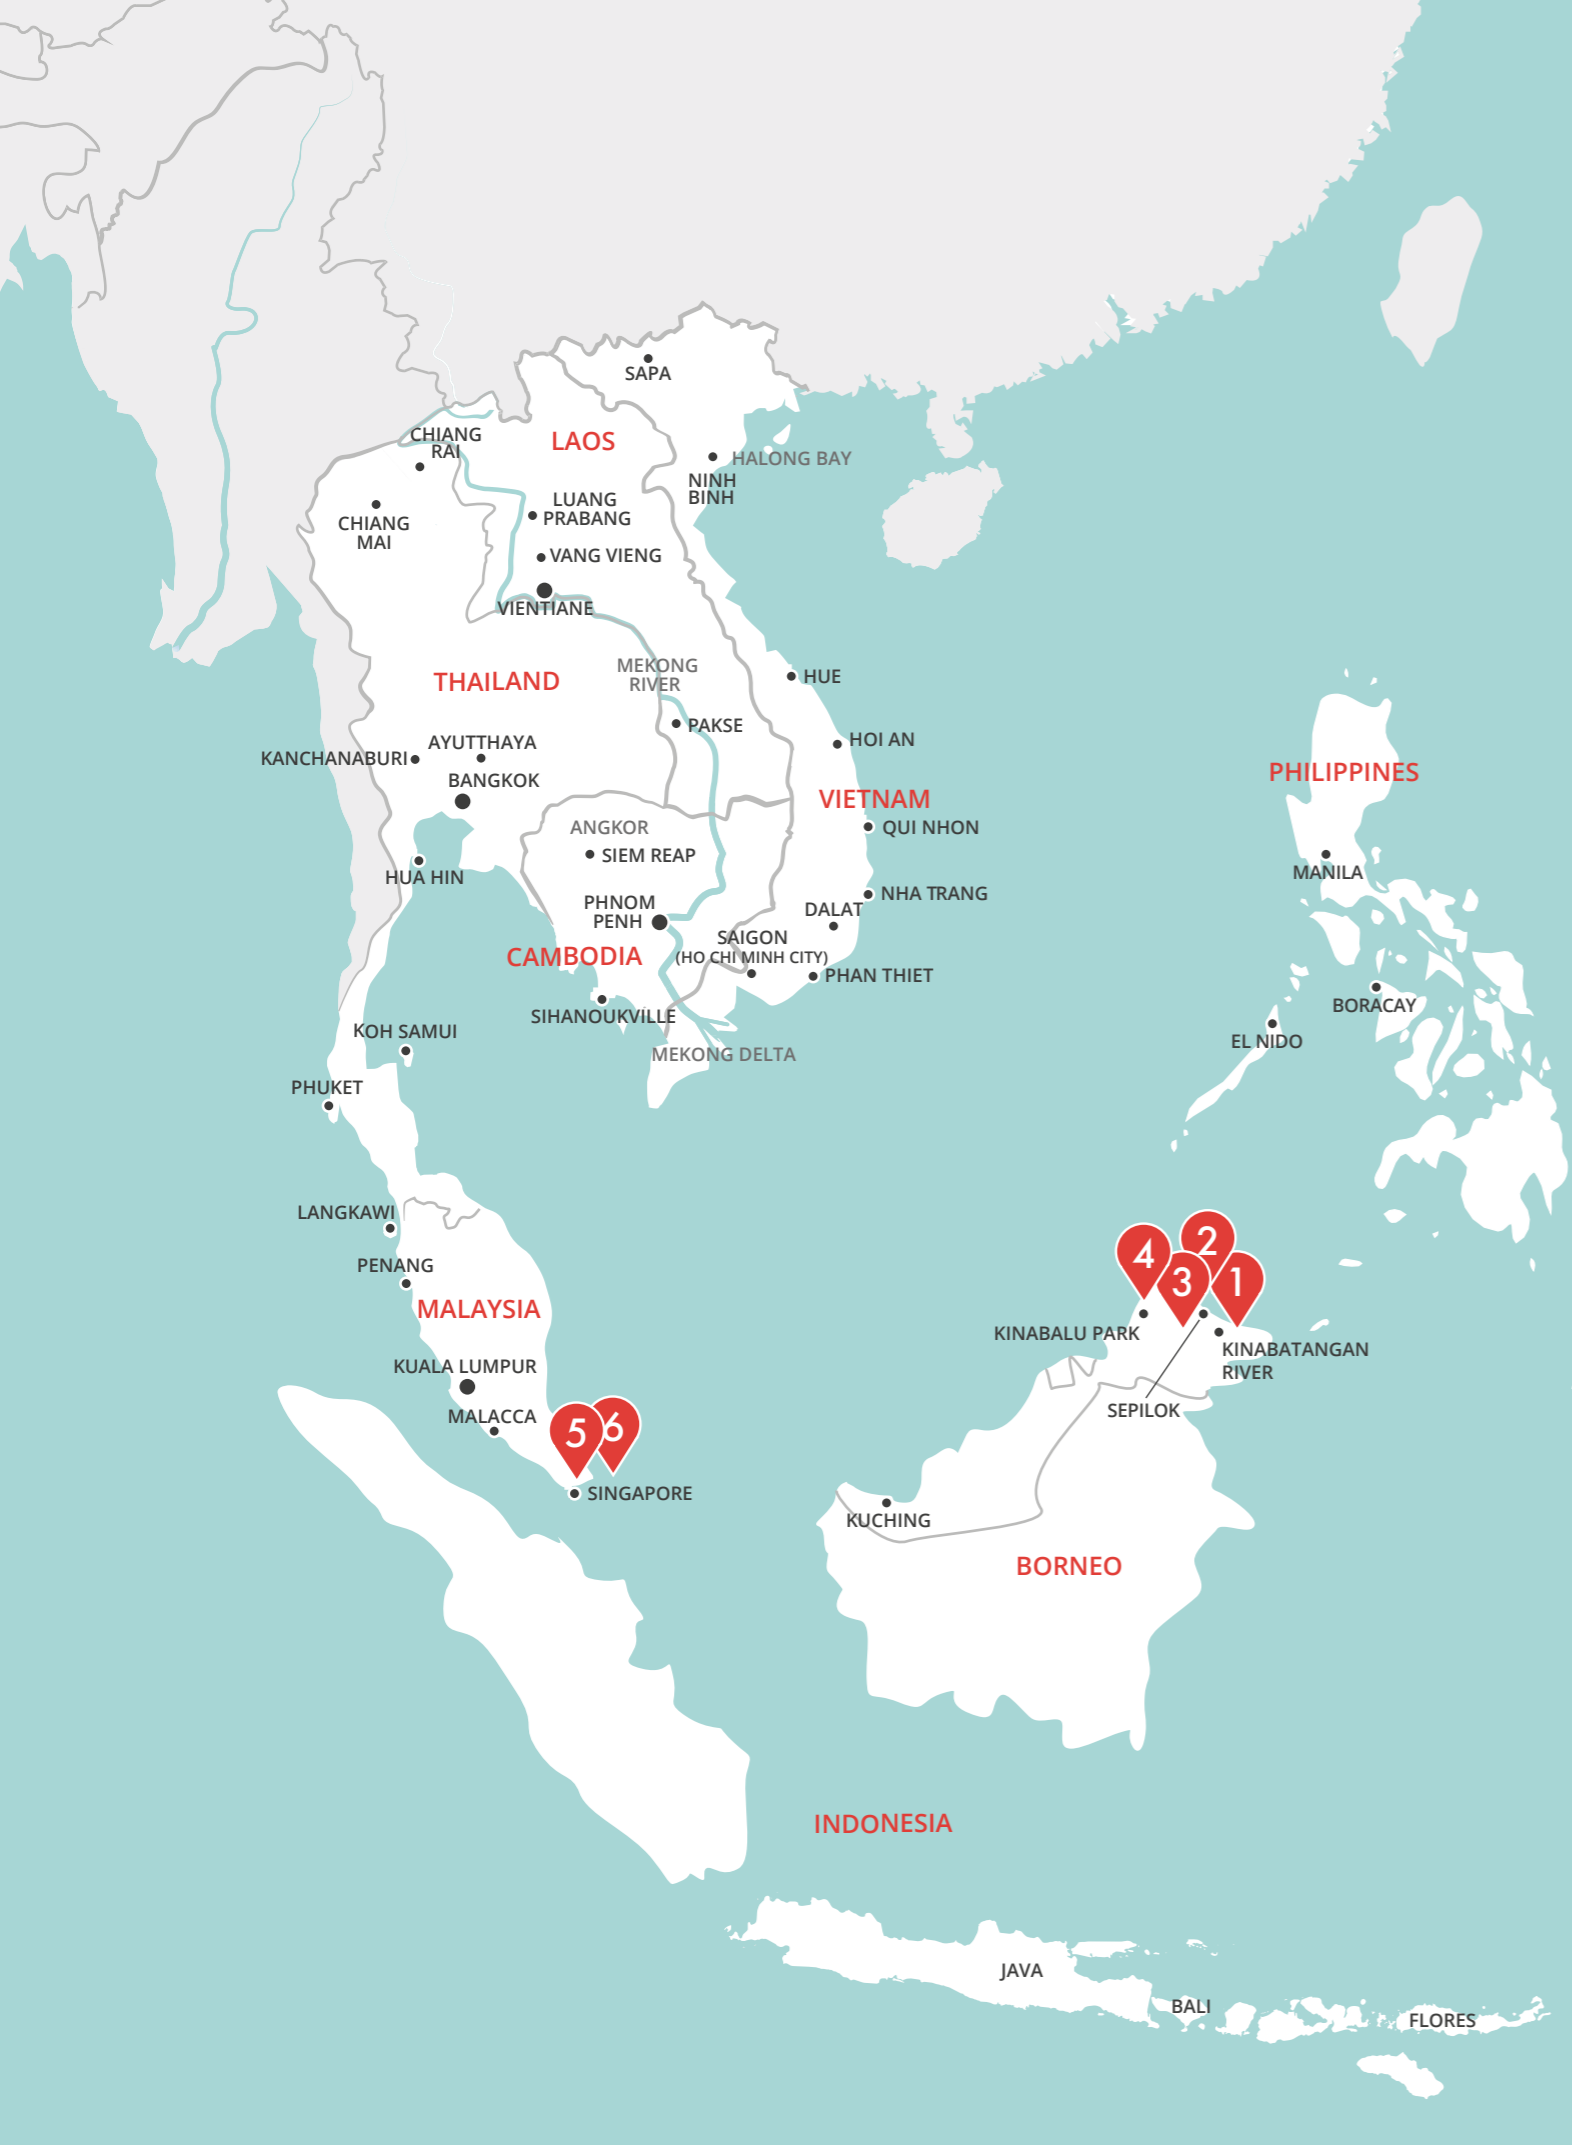 SAPA
CHIANG
RAI
LAOS
HALONG BAY
NINH
BINH
LUANG
PRABANG
CHIANG
MAI
VANG VIENG
VIENTIANE
MEKONG
RIVER
THAILAND
HUE
PAKSE
HOI AN
AYUTTHAYA
KANCHANABURI
BANGKOK
PHILIPPINES
VIETNAM
ANGKOR
QUI NHON
SIEM REAP
HUA HIN
MANILA
NHA TRANG
PHNOM
PENH
DALAT
SAIGON
(HO CHI MINH CITY)
CAMBODIA
PHAN THIET
BORACAY
SIHANOUKVILLE
KOH SAMUI
EL NIDO
MEKONG DELTA
PHUKET
LANGKAWI
PENANG
2
4
3
1
MALAYSIA
KINABALU PARK
KINABATANGAN
RIVER
KUALA LUMPUR
SEPILOK
MALACCA
5
6
SINGAPORE
KUCHING
BORNEO
INDONESIA
JAVA
BALI
FLORES